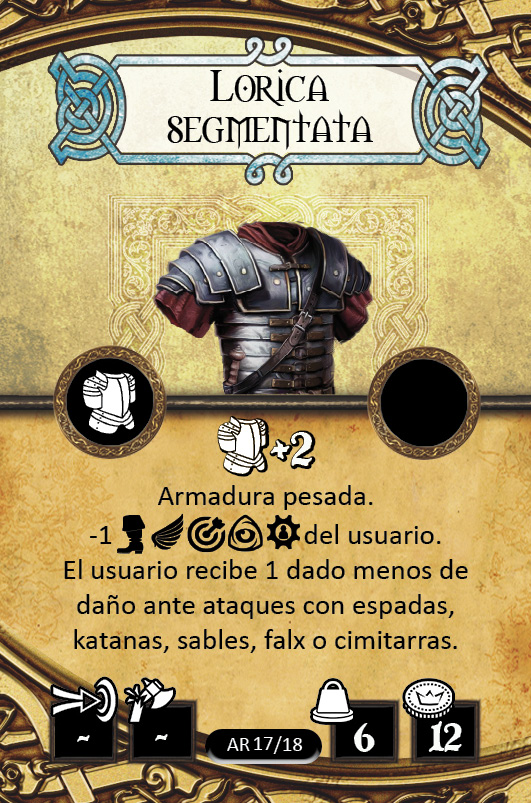 Lorica
segmentata
+2
Armadura pesada.
-1 del usuario.
El usuario recibe 1 dado menos de
daño ante ataques con espadas,
katanas, sables, falx o cimitarras.
~ ~ AR 17/18 6 12